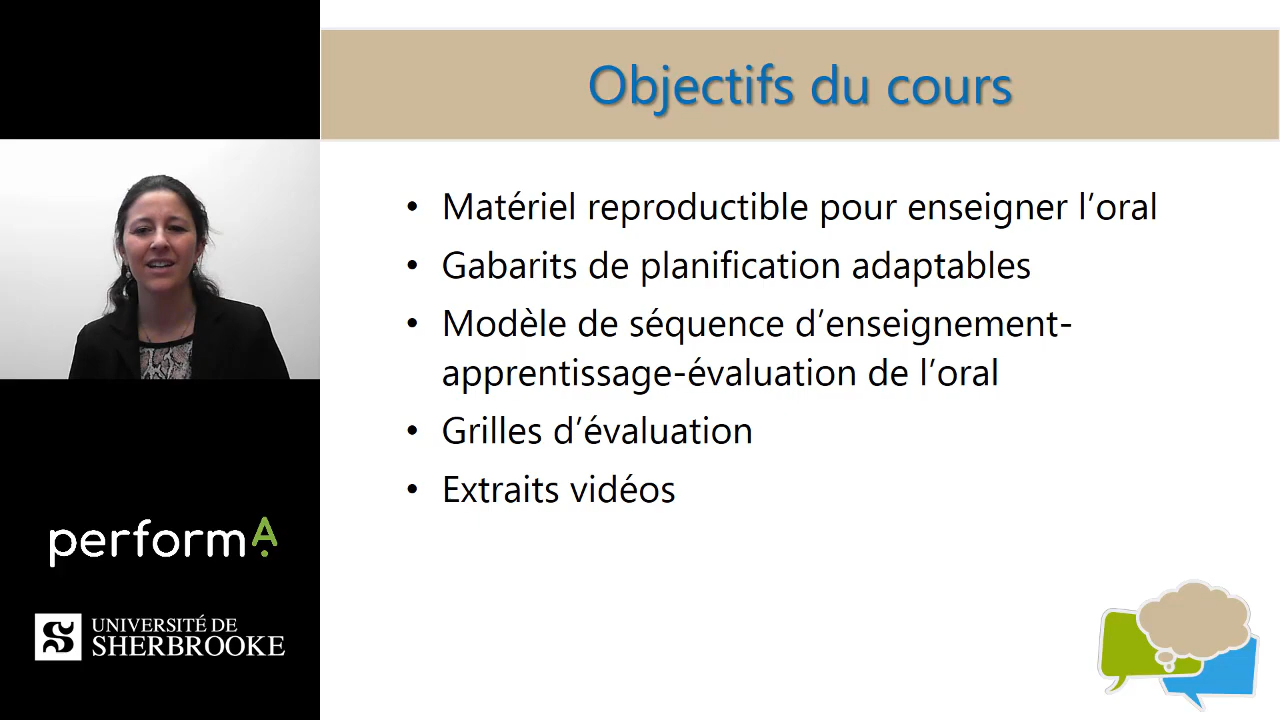 Objectifs du cours
• Matériel reproductible pour enseigner l’oral
• Gabarits de planification adaptables
• Modèle de séquence d’enseignement-
apprentissage-évaluation de l’oral
• Grilles d’évaluation
• Extraits vidéos
performA
UNIVERSITÉ DE
SHERBROOKE